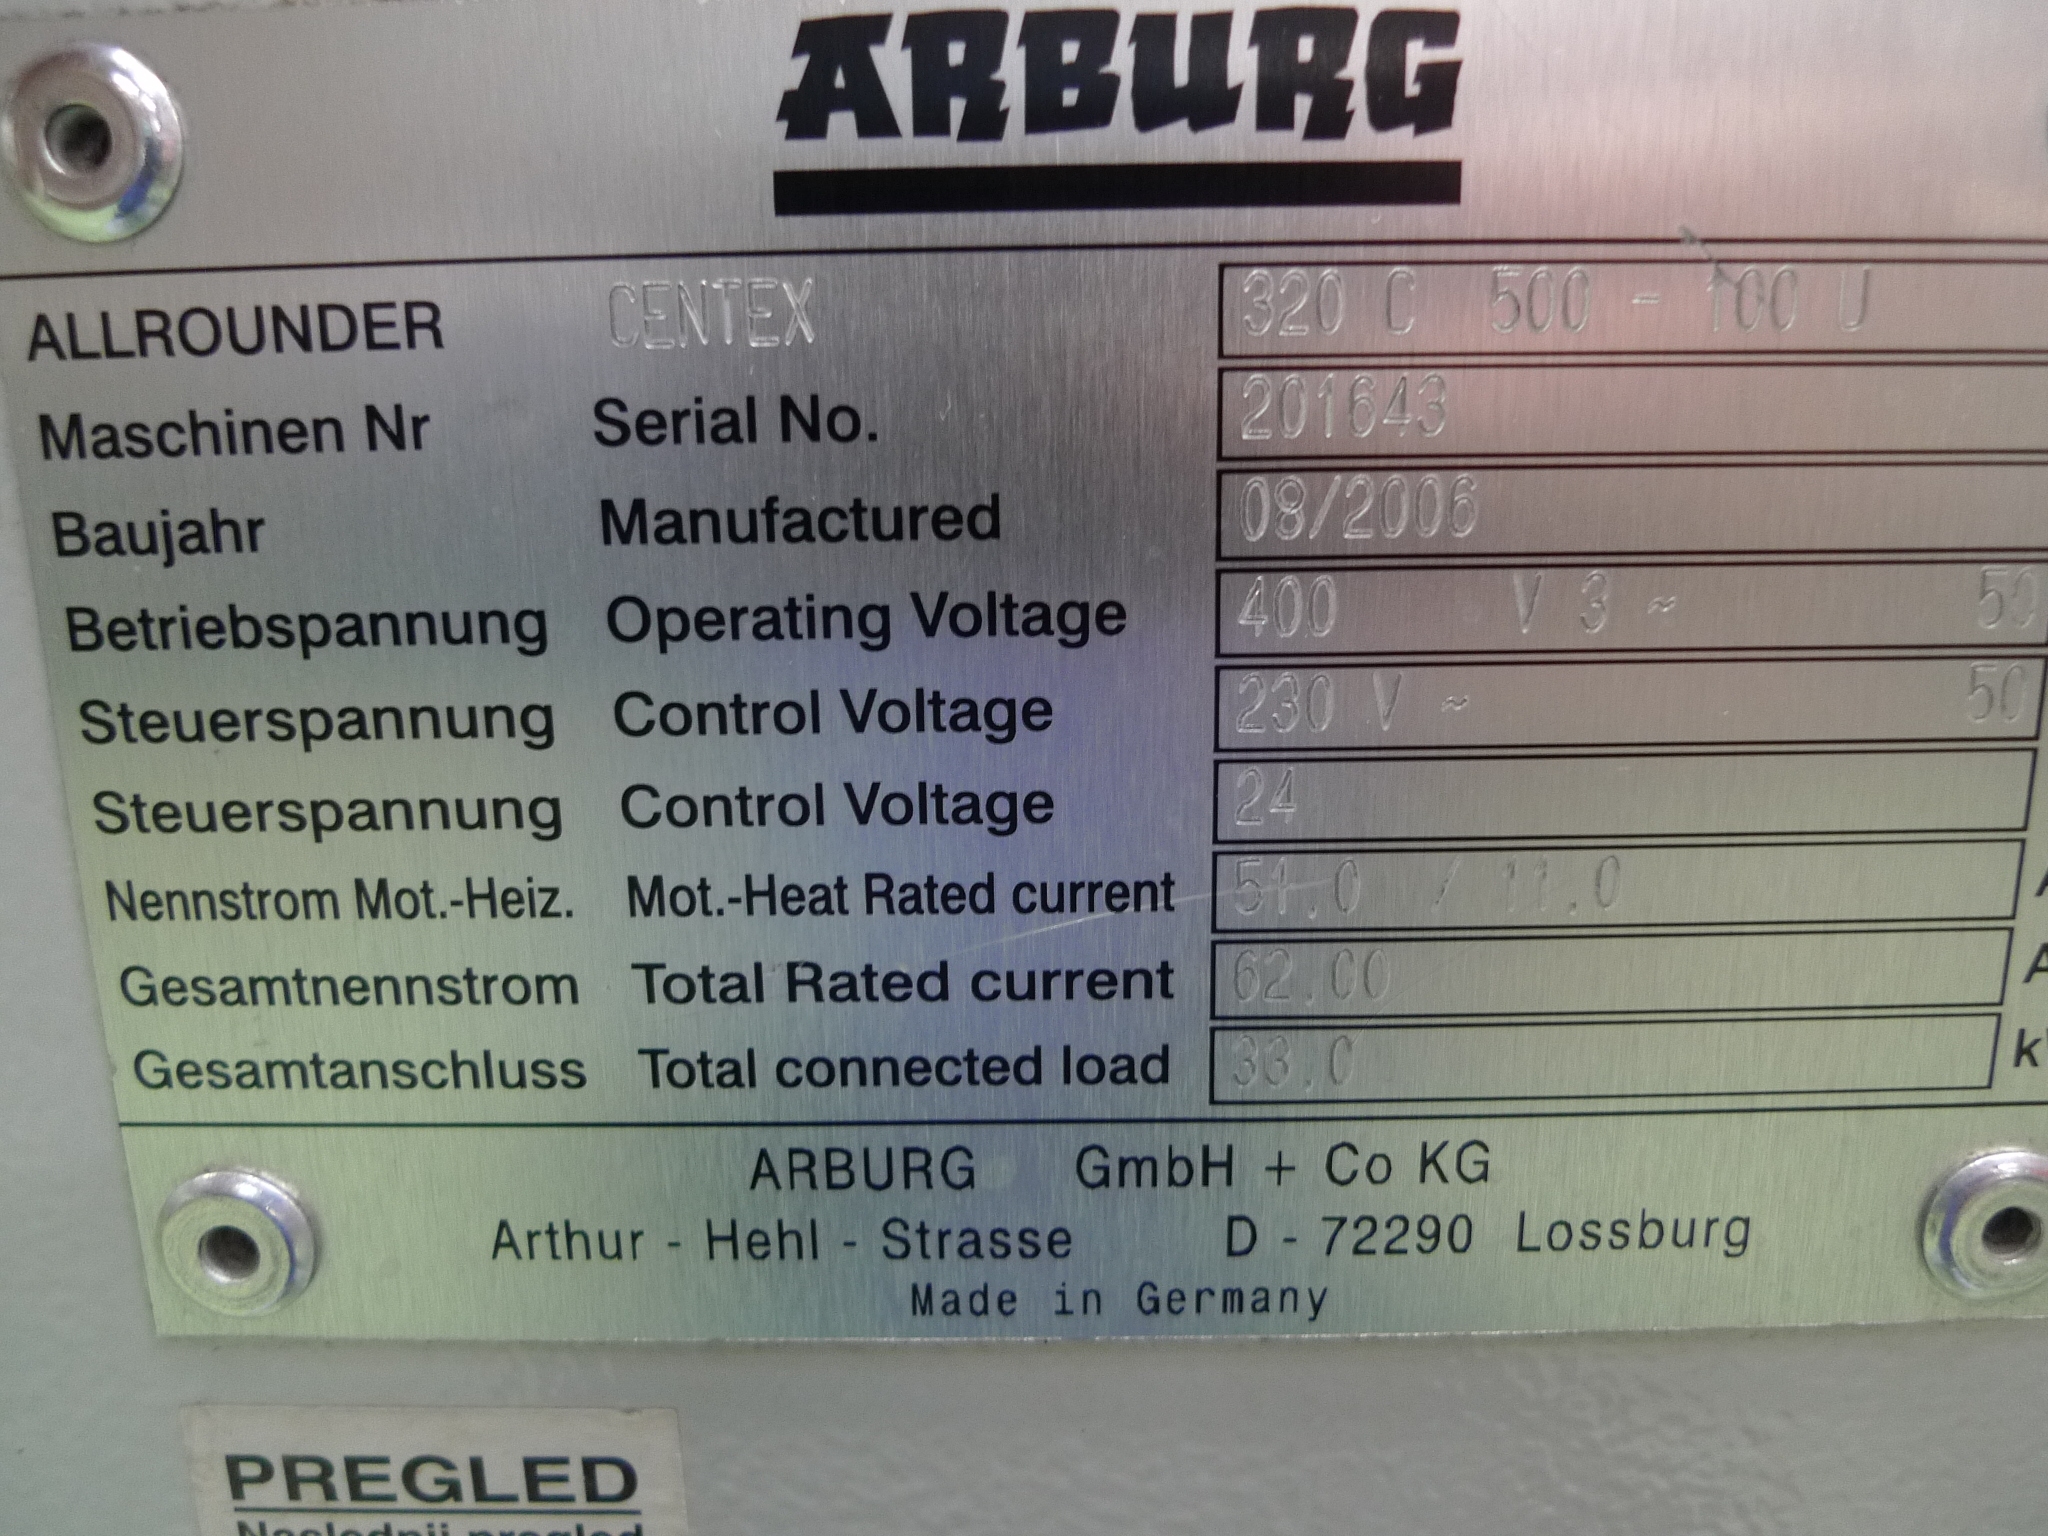 ARBURG
ALLROUNDER CENTEX 320 C 500 - 100 U
Maschinen Nr Serial No. 201643
Baujahr Manufactured 08/2006
Betriebspannung Operating Voltage 400 V 3 ~ 50
Steuerspannung Control Voltage 230 V ~ 50
Steuerspannung Control Voltage 24
Nennstrom Mot.-Heiz. Mot.-Heat Rated current 51.0 / 11.0 A
Gesamtnennstrom Total Rated current 62.00 A
Gesamtanschluss Total connected load 33.0
ARBURG GmbH + Co KG
Arthur - Hehl - Strasse D - 72290 Lossburg
Made in Germany
PREGLED
Naslednji pregled